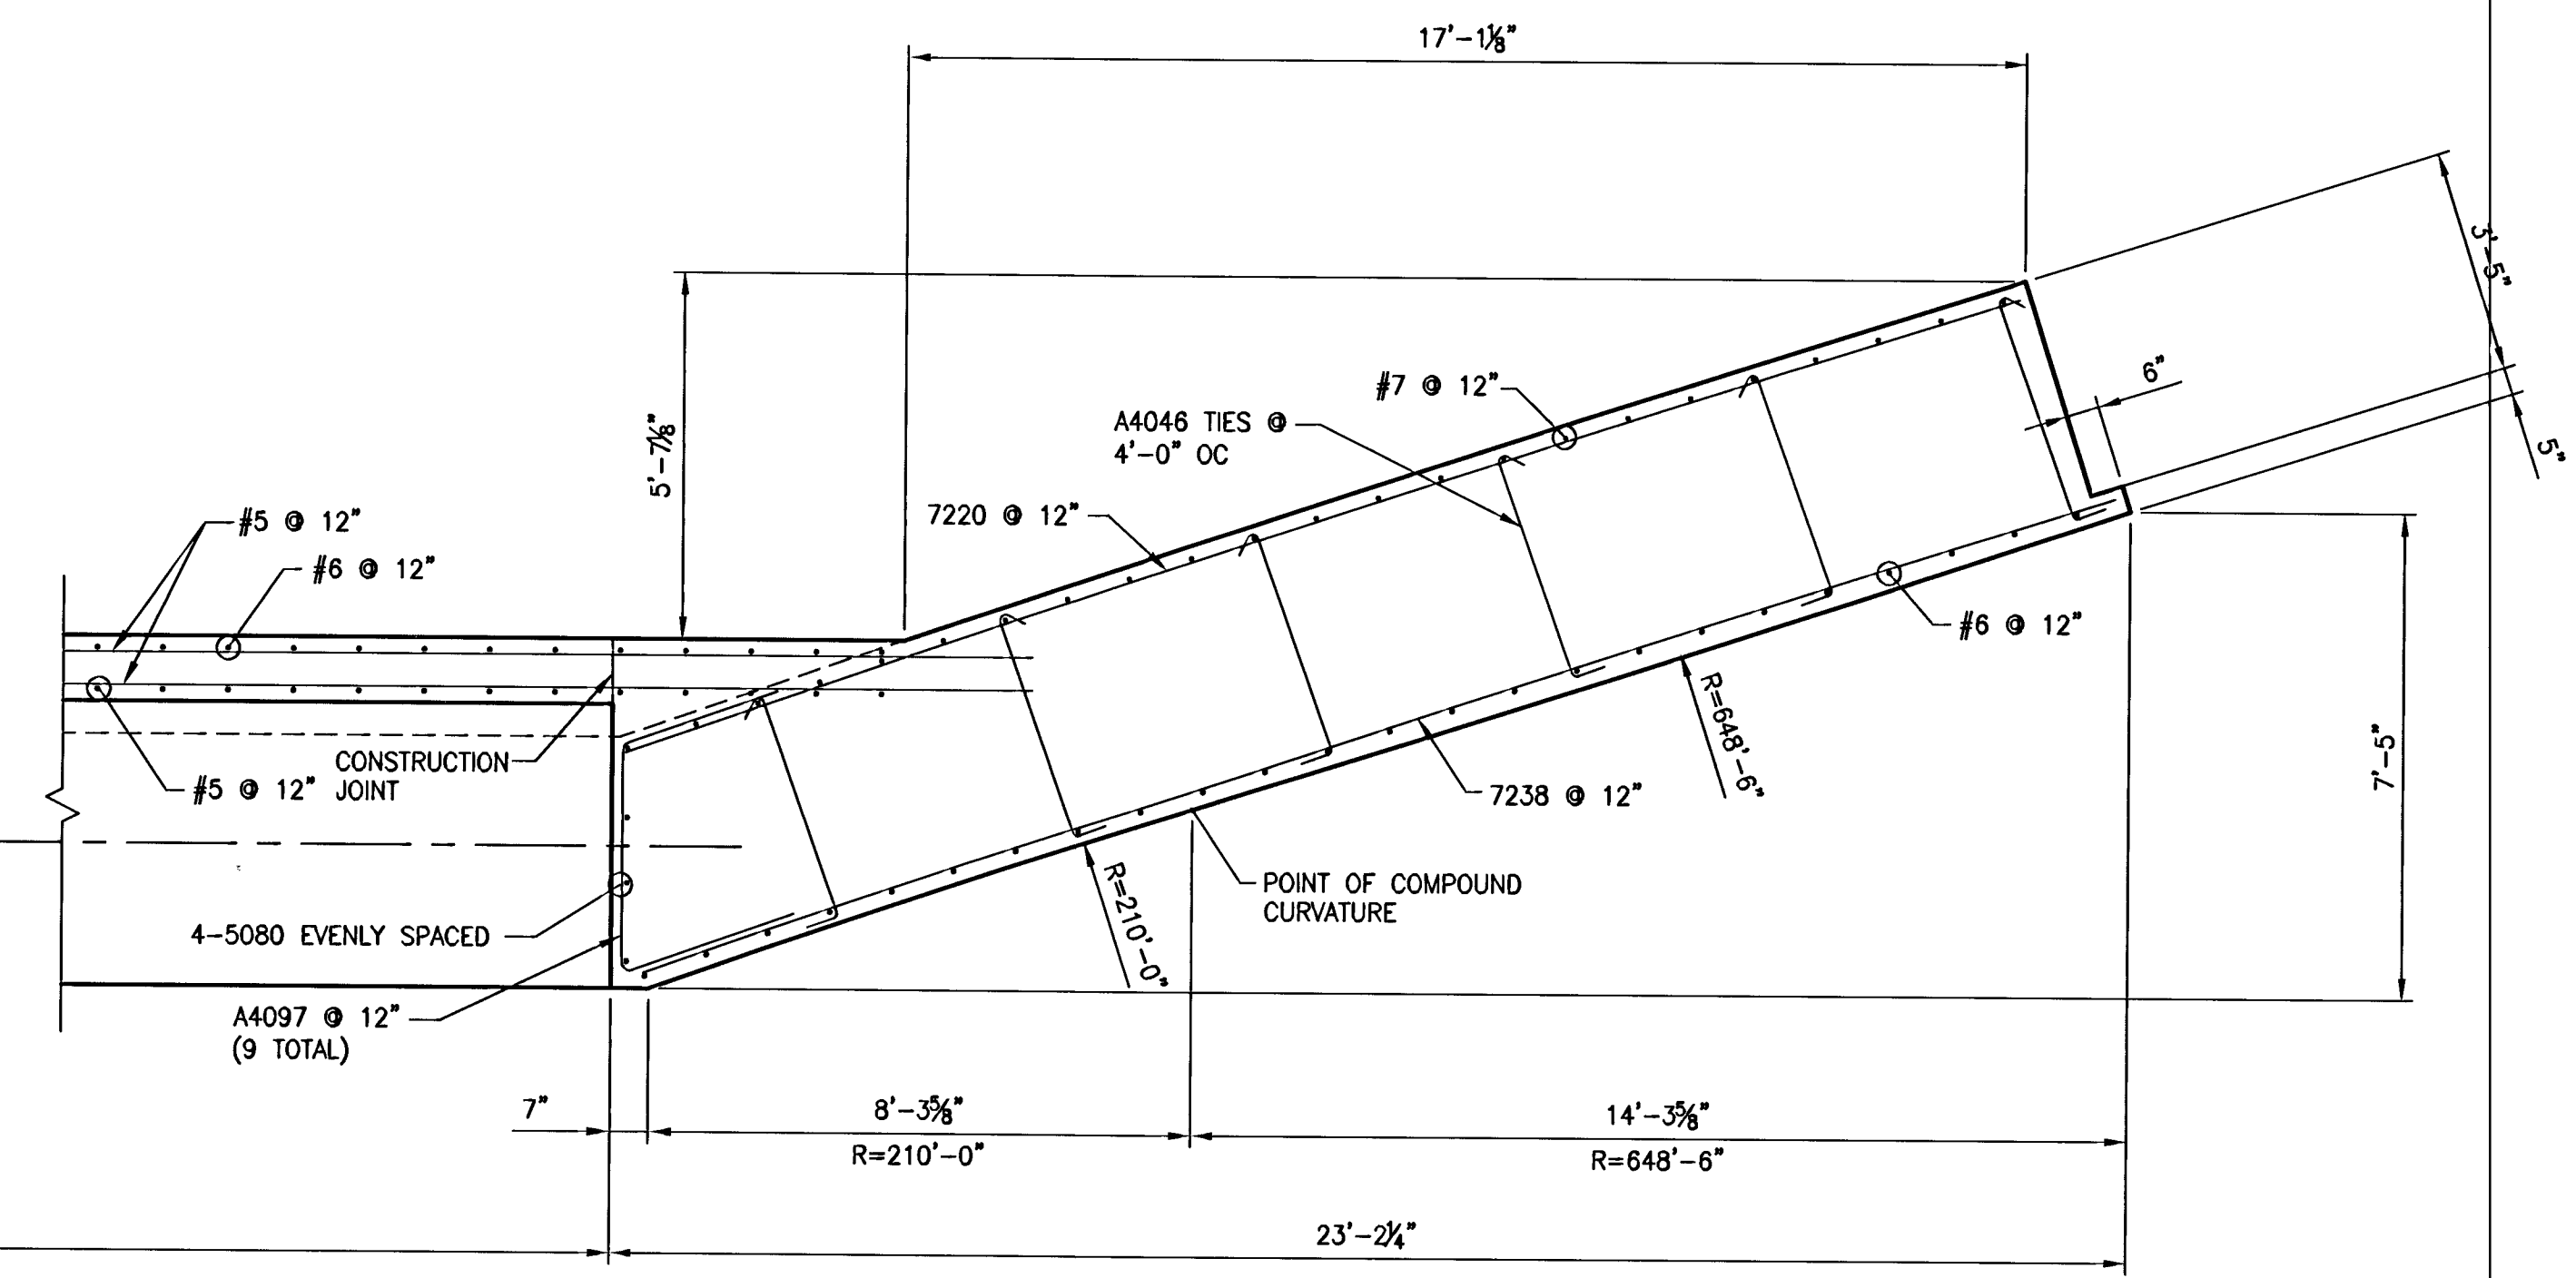 17'-1⅛"
3'-5"
6"
5"
#7 @ 12"
A4046 TIES @
4'-0" OC
5'-7⅞"
7220 @ 12"
#5 @ 12"
#6 @ 12"
#6 @ 12"
R=648'-6"
7'-5"
CONSTRUCTION
JOINT
#5 @ 12"
7238 @ 12"
POINT OF COMPOUND
CURVATURE
R=210'-0"
4-5080 EVENLY SPACED
A4097 @ 12"
(9 TOTAL)
7"
8'-3⅝"
R=210'-0"
14'-3⅝"
R=648'-6"
23'-2¼"